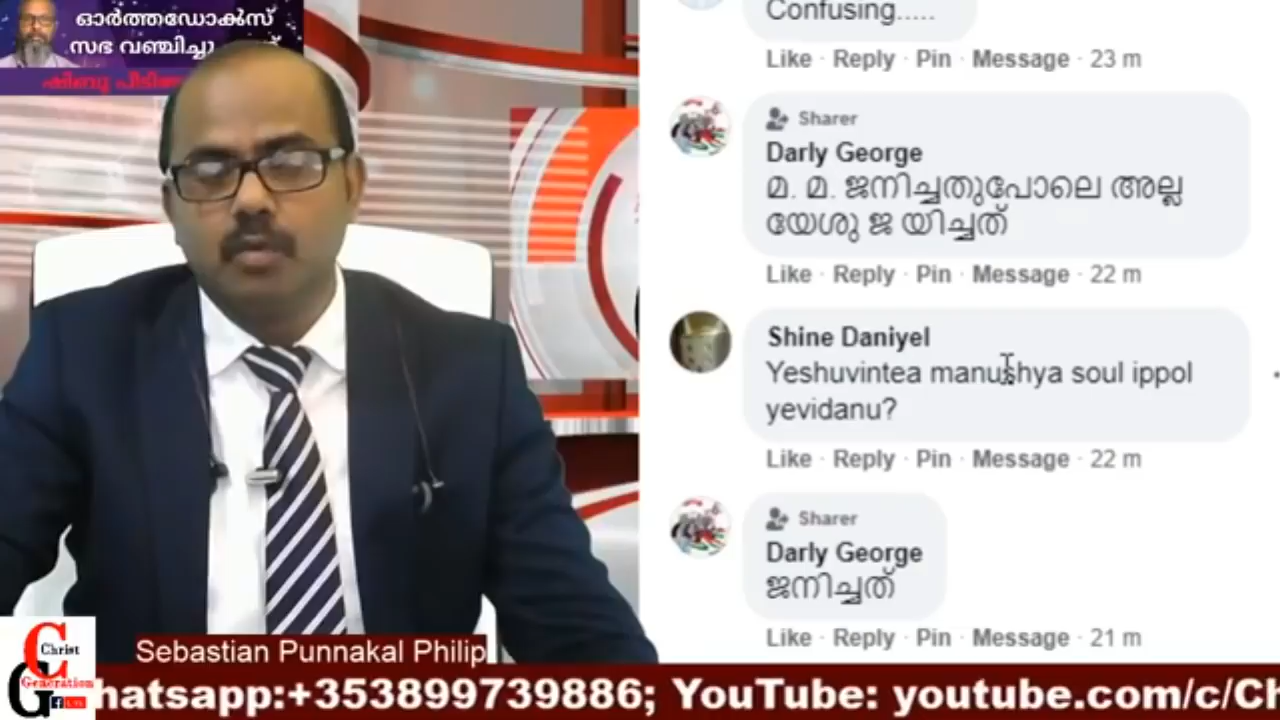 ഓർത്തഡോൿസ്
സഭ വഞ്ചിച്ചു
ഷിബു
Confusing.....
Like · Reply · Pin · Message · 23 m
Sharer
Darly George
മ. മ. ജനിച്ചതുപോലെ അല്ല
യേശു ജ യിച്ചത്
Like · Reply · Pin · Message · 22 m
Shine Daniyel
Yeshuvintea manushya soul ippol
yevidanu?
Like · Reply · Pin · Message · 22 m
Sharer
Darly George
ജനിച്ചത്
Like · Reply · Pin · Message · 21 m
Sebastian Punnakal Philip
Christ
Generation
hatsapp:+353899739886; YouTube: youtube.com/c/Ch